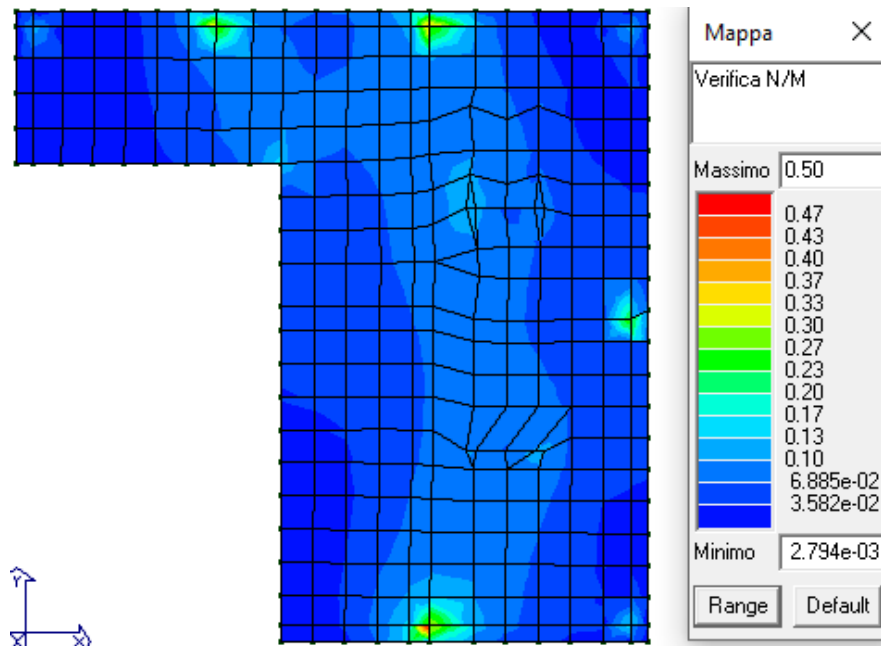 Mappa
Verifica N/M
Massimo 0.50
0.47
0.43
0.40
0.37
0.33
0.30
0.27
0.23
0.20
0.17
0.13
0.10
6.885e-02
3.582e-02
Minimo 2.794e-03
Range Default
Y
X